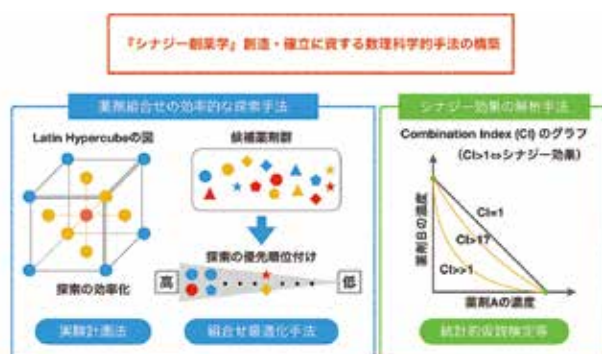 『シナジー創薬学』創造・確立に資する数理科学的手法の構築
薬剤組合せの効率的な探索手法
Latin Hypercubeの図
探索の効率化
実験計画法
候補薬剤群
探索の優先順位付け
高
低
組合せ最適化手法
シナジー効果の解析手法
Combination Index (CI) のグラフ
(CI>1⇔シナジー効果)
薬剤Bの濃度
CI=1
CI>1?
CI>>1
薬剤Aの濃度
統計的仮説検定等